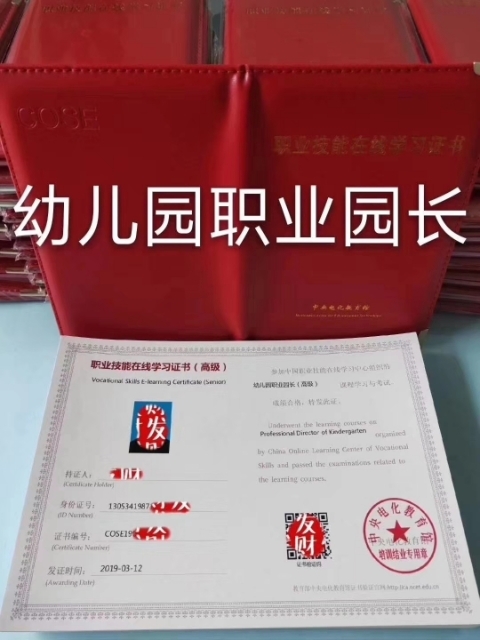 COSE
职业技能在线学习证书
幼儿园职业园长
中央电化教育馆
职业技能在线学习证书(高级)
Vocational Skills E-learning Certificate (Senior)
参加中国职业技能在线学习中心组织的
幼儿园职业园长(高级) 课程学习与考试
成绩合格,特发此证。
Underwent the learning courses on
Professional Director of Kindergarten organized
by China Online Learning Corner of Vocational
Skills and passed the examinations related to
the learning courses.
发财
持证人:
(Certificate Holder)
身份证号: 130534198
(ID Number)
证书编号: COSE19
(Certificate Number)
发证时间: 2019-03-12
(Awarding Date)
发财
中央电化教育馆
培训结业专用章